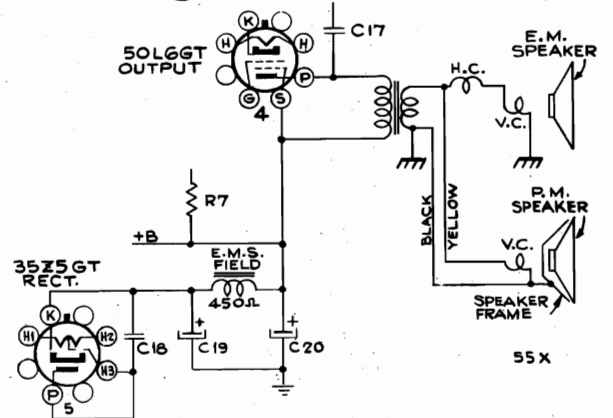 50L6GT
OUTPUT
K
H
H
P
G
S
4
C17
E.M.
SPEAKER
H.C.
V.C.
BLACK
YELLOW
P.M.
SPEAKER
V.C.
SPEAKER
FRAME
R7
+B
E.M.S.
FIELD
450Ω
35Z5GT
RECT.
K
H1
H2
H3
P
5
C18
+
C19
+
C20
55X